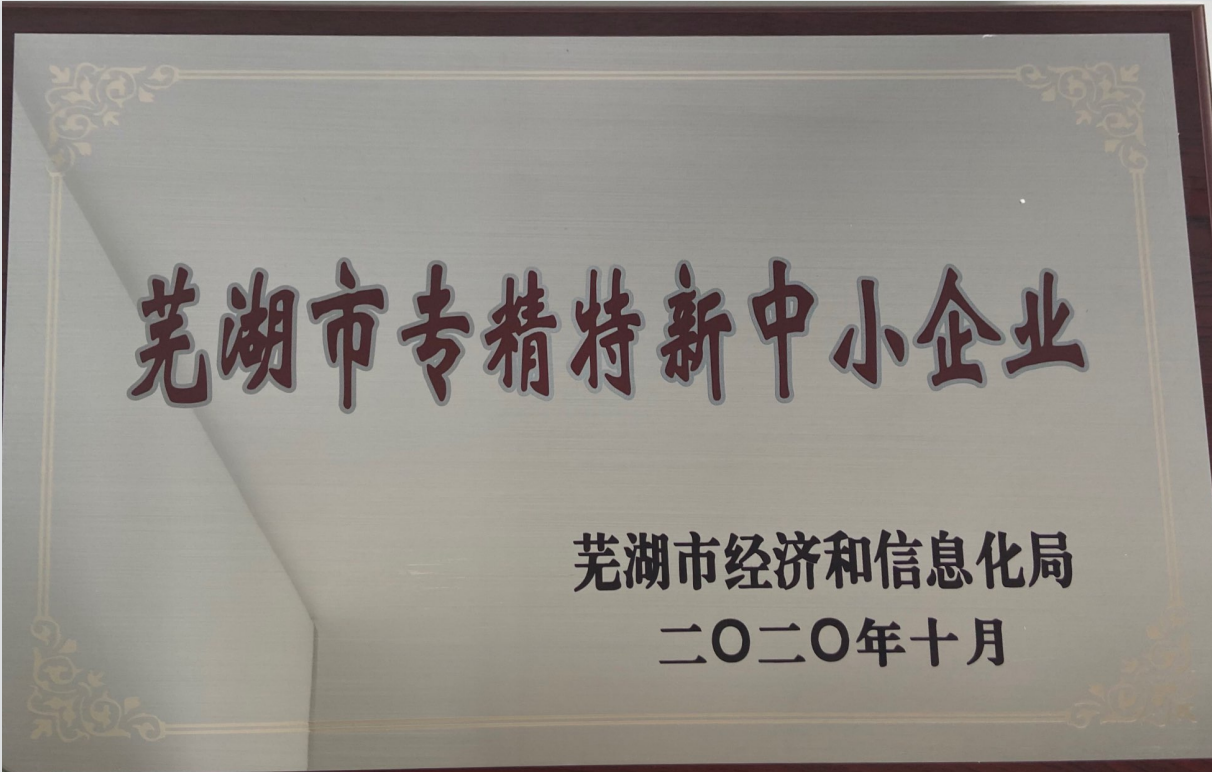 芜湖市专精特新中小企业
芜湖市经济和信息化局
二〇二〇年十月